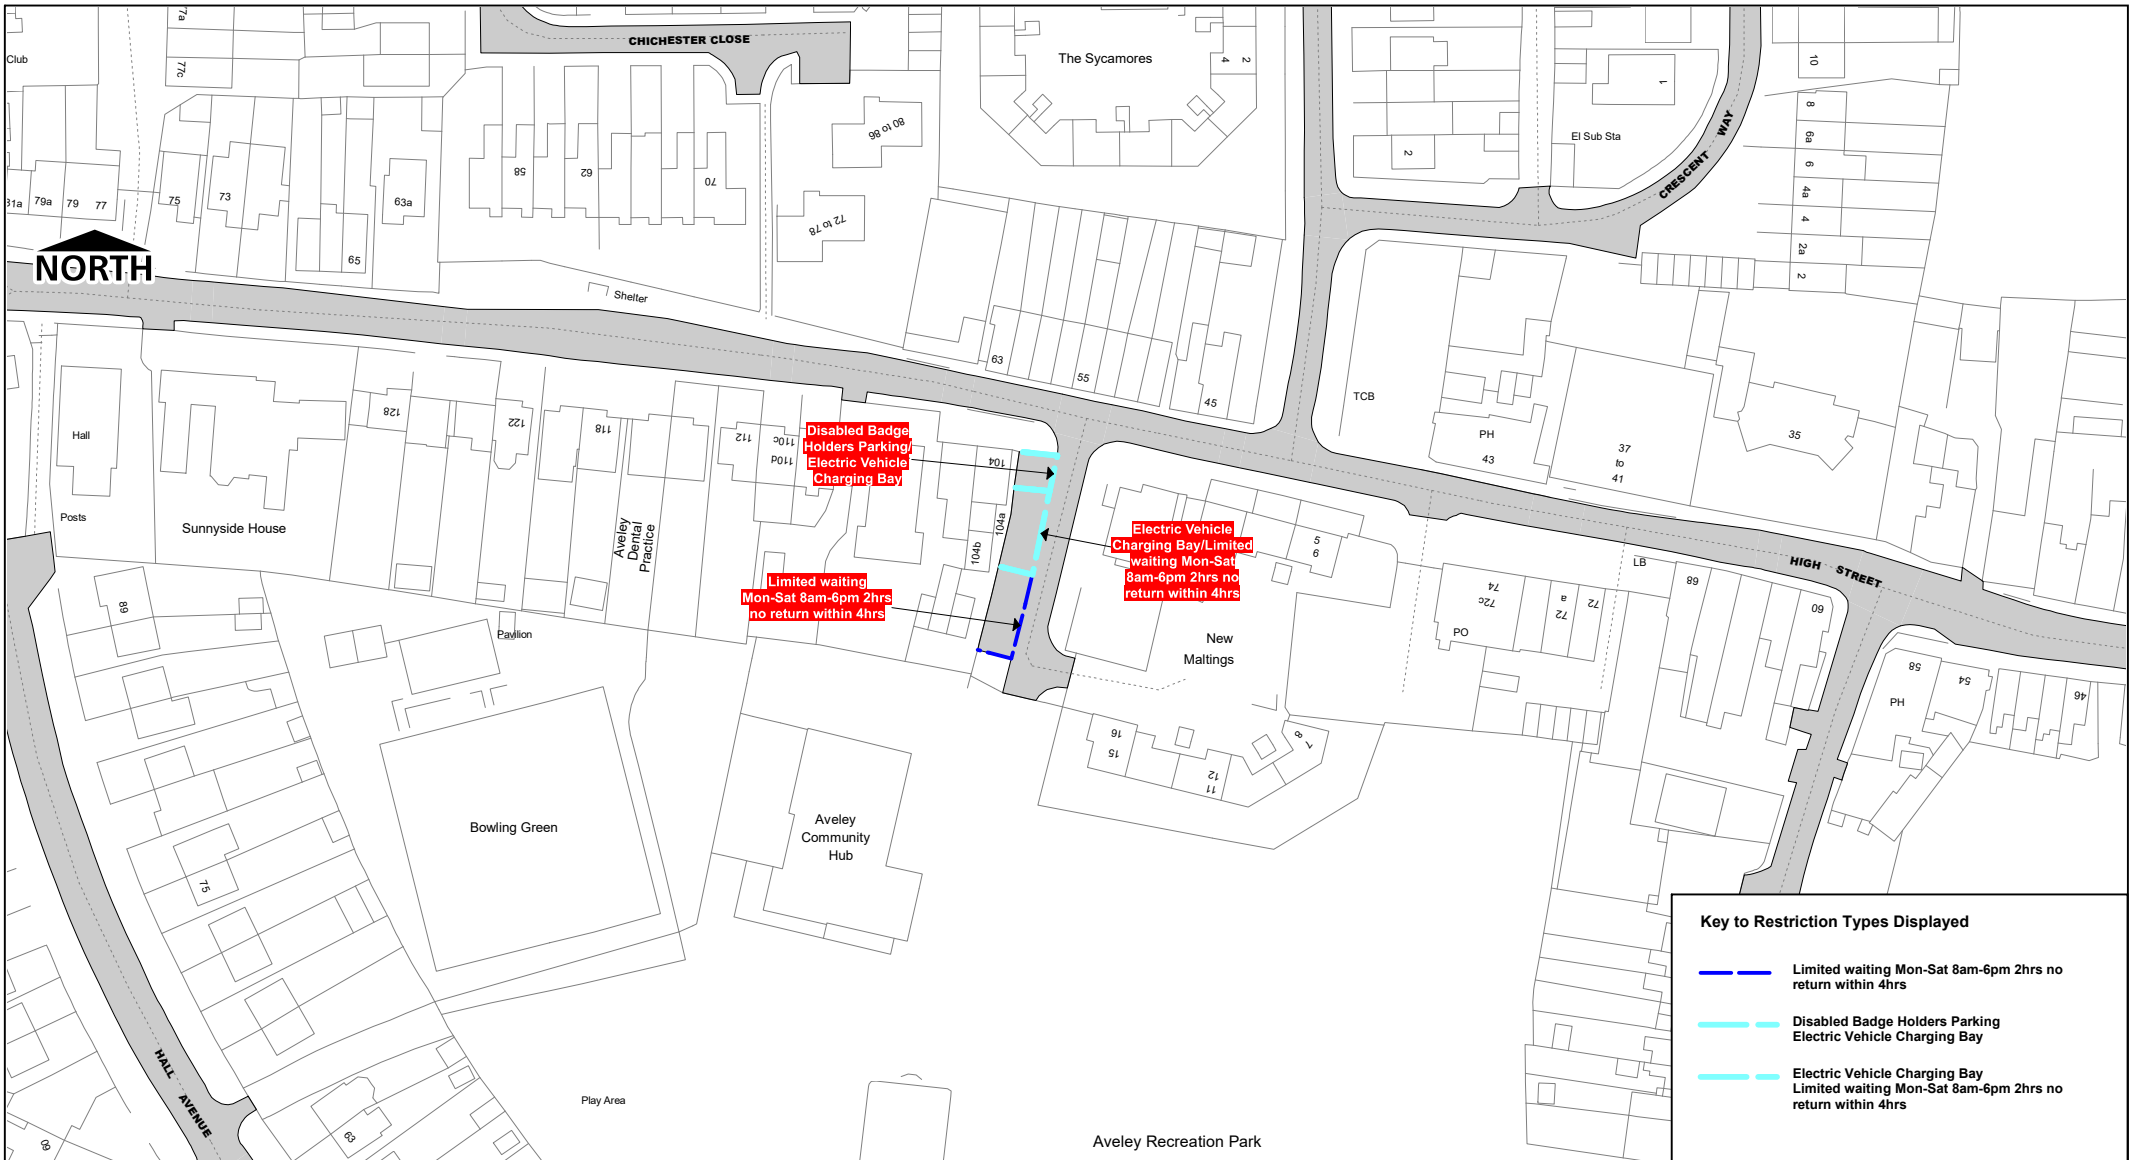 CHICHESTER CLOSE
The Sycamores
Club
77a
77c
4
2
1
10
80 to 86
El Sub Sta
CRESCENT WAY
8
6a
6
4a
4
2a
2
2
58
62
70
75
73
63a
79a
79
77
72 to 78
65
NORTH
Shelter
63
55
45
TCB
PH
43
37
to
41
35
Hall
128
122
118
112
110c
110d
104
104a
104b
Disabled Badge
Holders Parking/
Electric Vehicle
Charging Bay
Posts
Sunnyside House
Aveley
Dental
Practice
Electric Vehicle
Charging Bay/Limited
waiting Mon-Sat
8am-6pm 2hrs no
return within 4hrs
5
6
Limited waiting
Mon-Sat 8am-6pm 2hrs
no return within 4hrs
LB
HIGH STREET
74
72c
72
a
72
68
60
PO
New
Maltings
Pavilion
89
58
54
46
PH
16
15
12
11
8
7
Bowling Green
Aveley
Community
Hub
75
HALL AVENUE
63
60
Play Area
Aveley Recreation Park
Key to Restriction Types Displayed
Limited waiting Mon-Sat 8am-6pm 2hrs no
return within 4hrs
Disabled Badge Holders Parking
Electric Vehicle Charging Bay
Electric Vehicle Charging Bay
Limited waiting Mon-Sat 8am-6pm 2hrs no
return within 4hrs